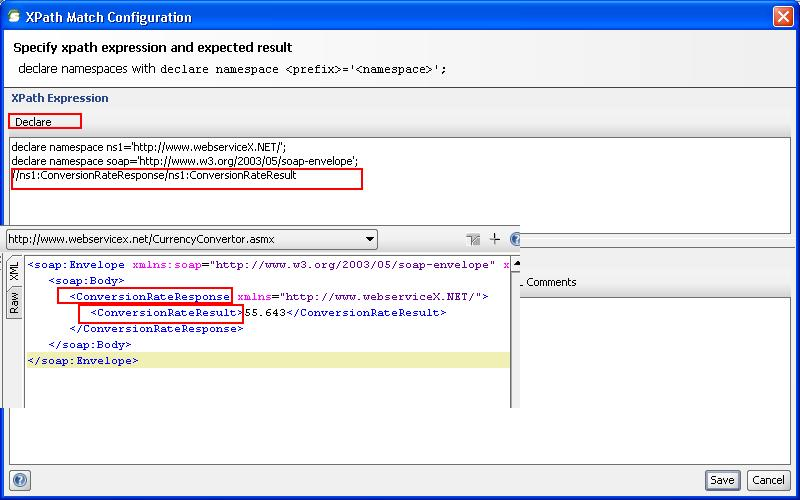 XPath Match Configuration
Specify xpath expression and expected result
declare namespaces with declare namespace <prefix>='<namespace>';
XPath Expression
Declare
declare namespace ns1='http://www.webserviceX.NET/';
declare namespace soap='http://www.w3.org/2003/05/soap-envelope';
//ns1:ConversionRateResponse/ns1:ConversionRateResult
http://www.webservicex.net/CurrencyConvertor.asmx
XML
Raw
<soap:Envelope xmlns:soap="http://www.w3.org/2003/05/soap-envelope" x
<soap:Body>
<ConversionRateResponse xmlns="http://www.webserviceX.NET/">
<ConversionRateResult>55.643</ConversionRateResult>
</ConversionRateResponse>
</soap:Body>
</soap:Envelope>
Comments
Save
Cancel